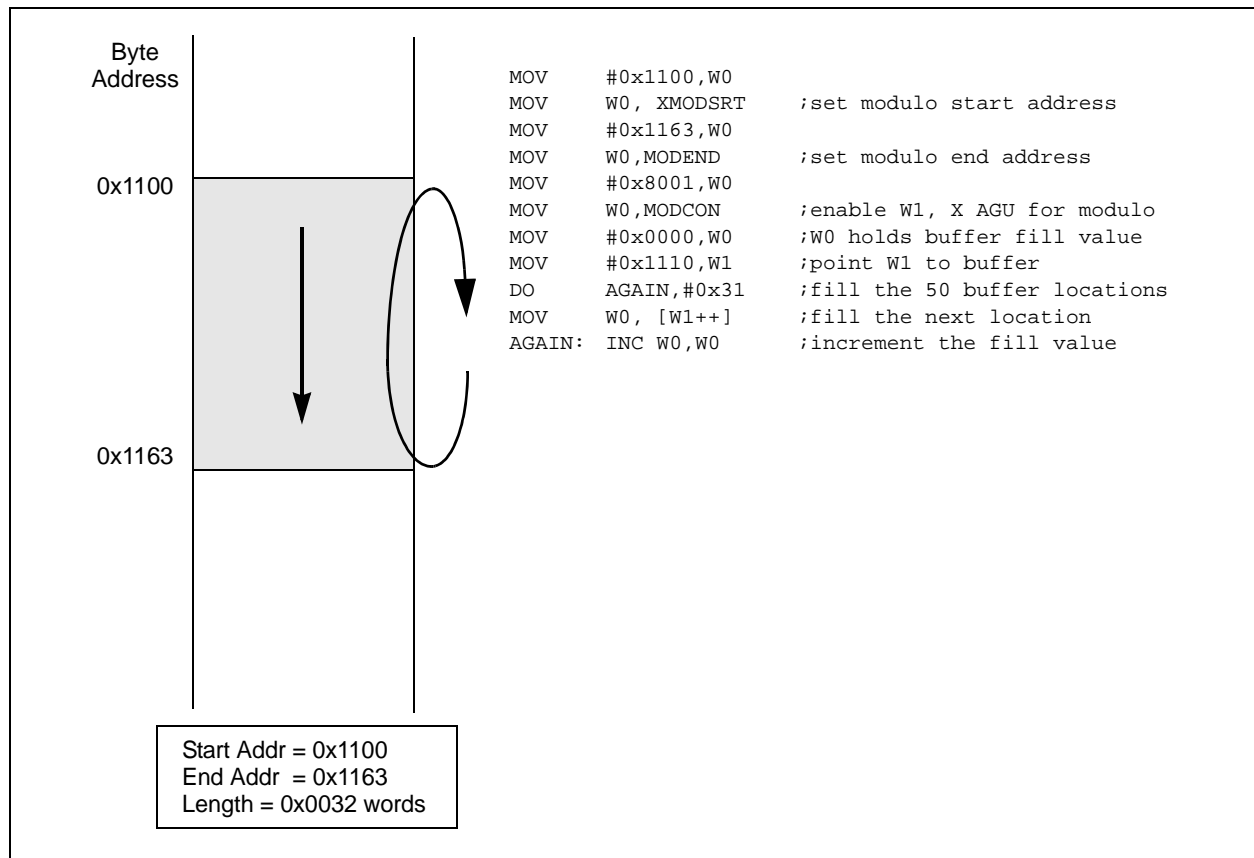 Byte
Address
0x1100
0x1163
MOV #0x1100,W0
MOV W0, XMODSRT ;set modulo start address
MOV #0x1163,W0
MOV W0,MODEND ;set modulo end address
MOV #0x8001,W0
MOV W0,MODCON ;enable W1, X AGU for modulo
MOV #0x0000,W0 ;W0 holds buffer fill value
MOV #0x1110,W1 ;point W1 to buffer
DO AGAIN,#0x31 ;fill the 50 buffer locations
MOV W0, [W1++] ;fill the next location
AGAIN: INC W0,W0 ;increment the fill value
Start Addr = 0x1100
End Addr = 0x1163
Length = 0x0032 words